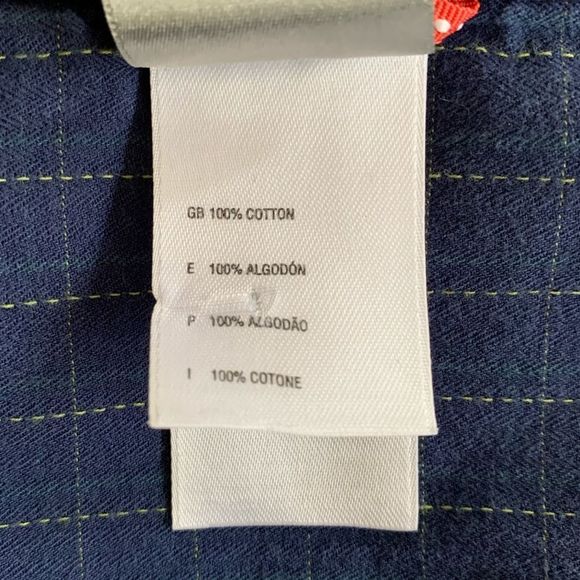 GB 100% COTTON
E 100% ALGODÓN
P 100% ALGODÃO
I 100% COTONE